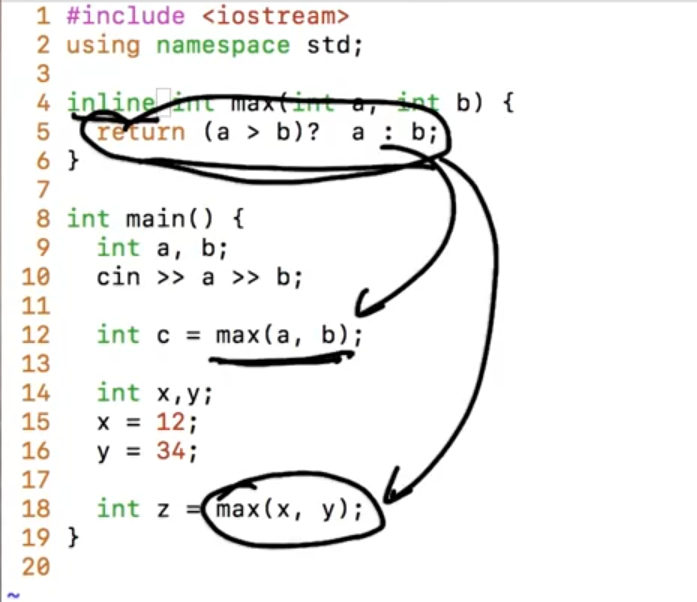 1 #include <iostream>
2 using namespace std;
3
4 inline int max(int a, int b) {
5   return (a > b)?  a : b;
6 }
7
8 int main() {
9   int a, b;
10   cin >> a >> b;
11
12   int c = max(a, b);
13
14   int x,y;
15   x = 12;
16   y = 34;
17
18   int z = max(x, y);
19 }
20
~